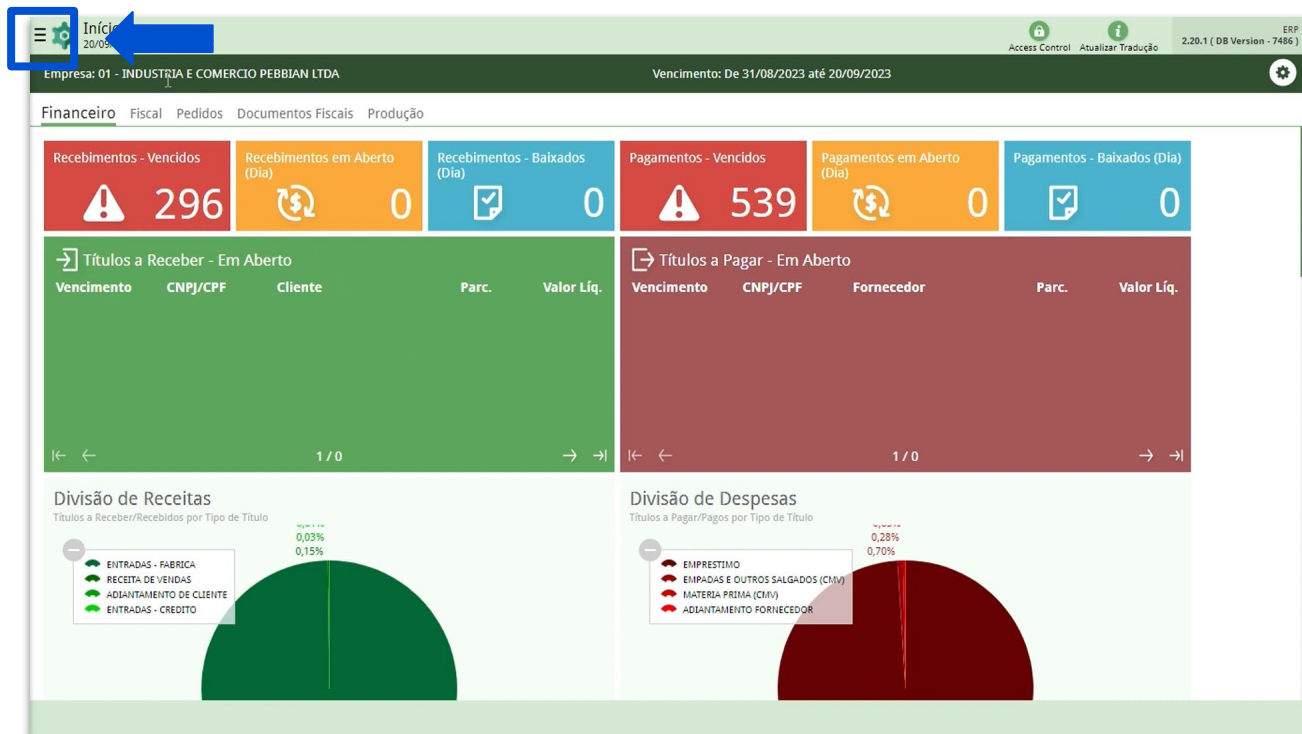 Início
20/09/
Access Control
Atualizar Tradução
ERP
2.20.1 ( DB Version - 7486 )
Empresa: 01 - INDUSTRIA E COMERCIO PEBBIAN LTDA
Vencimento: De 31/08/2023 até 20/09/2023
Financeiro Fiscal Pedidos Documentos Fiscais Produção
Recebimentos - Vencidos
296
Recebimentos em Aberto
(Dia)
0
Recebimentos - Baixados
(Dia)
0
Pagamentos - Vencidos
539
Pagamentos em Aberto
(Dia)
0
Pagamentos - Baixados (Dia)
0
Títulos a Receber - Em Aberto
Vencimento CNPJ/CPF Cliente Parc. Valor Líq.
1 / 0
Títulos a Pagar - Em Aberto
Vencimento CNPJ/CPF Fornecedor Parc. Valor Líq.
1 / 0
Divisão de Receitas
Títulos a Receber/Recebidos por Tipo de Título
0,03%
0,15%
ENTRADAS - FABRICA
RECEITA DE VENDAS
ADIANTAMENTO DE CLIENTE
ENTRADAS - CREDITO
Divisão de Despesas
Títulos a Pagar/Pagos por Tipo de Título
0,28%
0,70%
EMPRESTIMO
EMPADAS E OUTROS SALGADOS (CMV)
MATERIA PRIMA (CMV)
ADIANTAMENTO FORNECEDOR